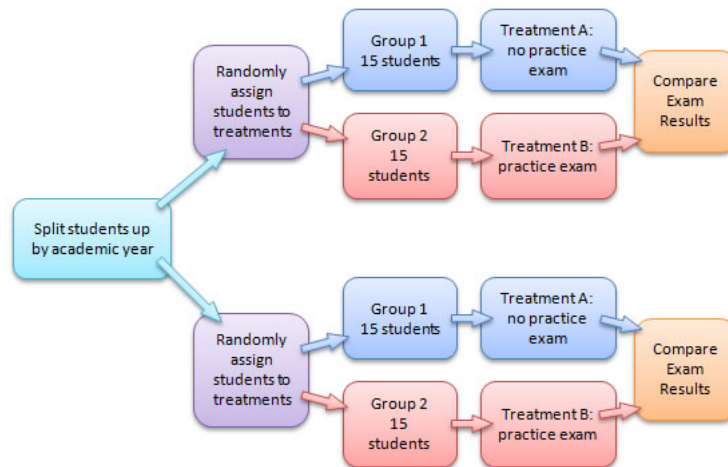 Split students up
by academic year
Randomly
assign
students to
treatments
Group 1
15 students
Treatment A:
no practice
exam
Group 2
15
students
Treatment B:
practice exam
Compare
Exam
Results
Randomly
assign
students to
treatments
Group 1
15 students
Treatment A:
no practice
exam
Group 2
15
students
Treatment B:
practice exam
Compare
Exam
Results